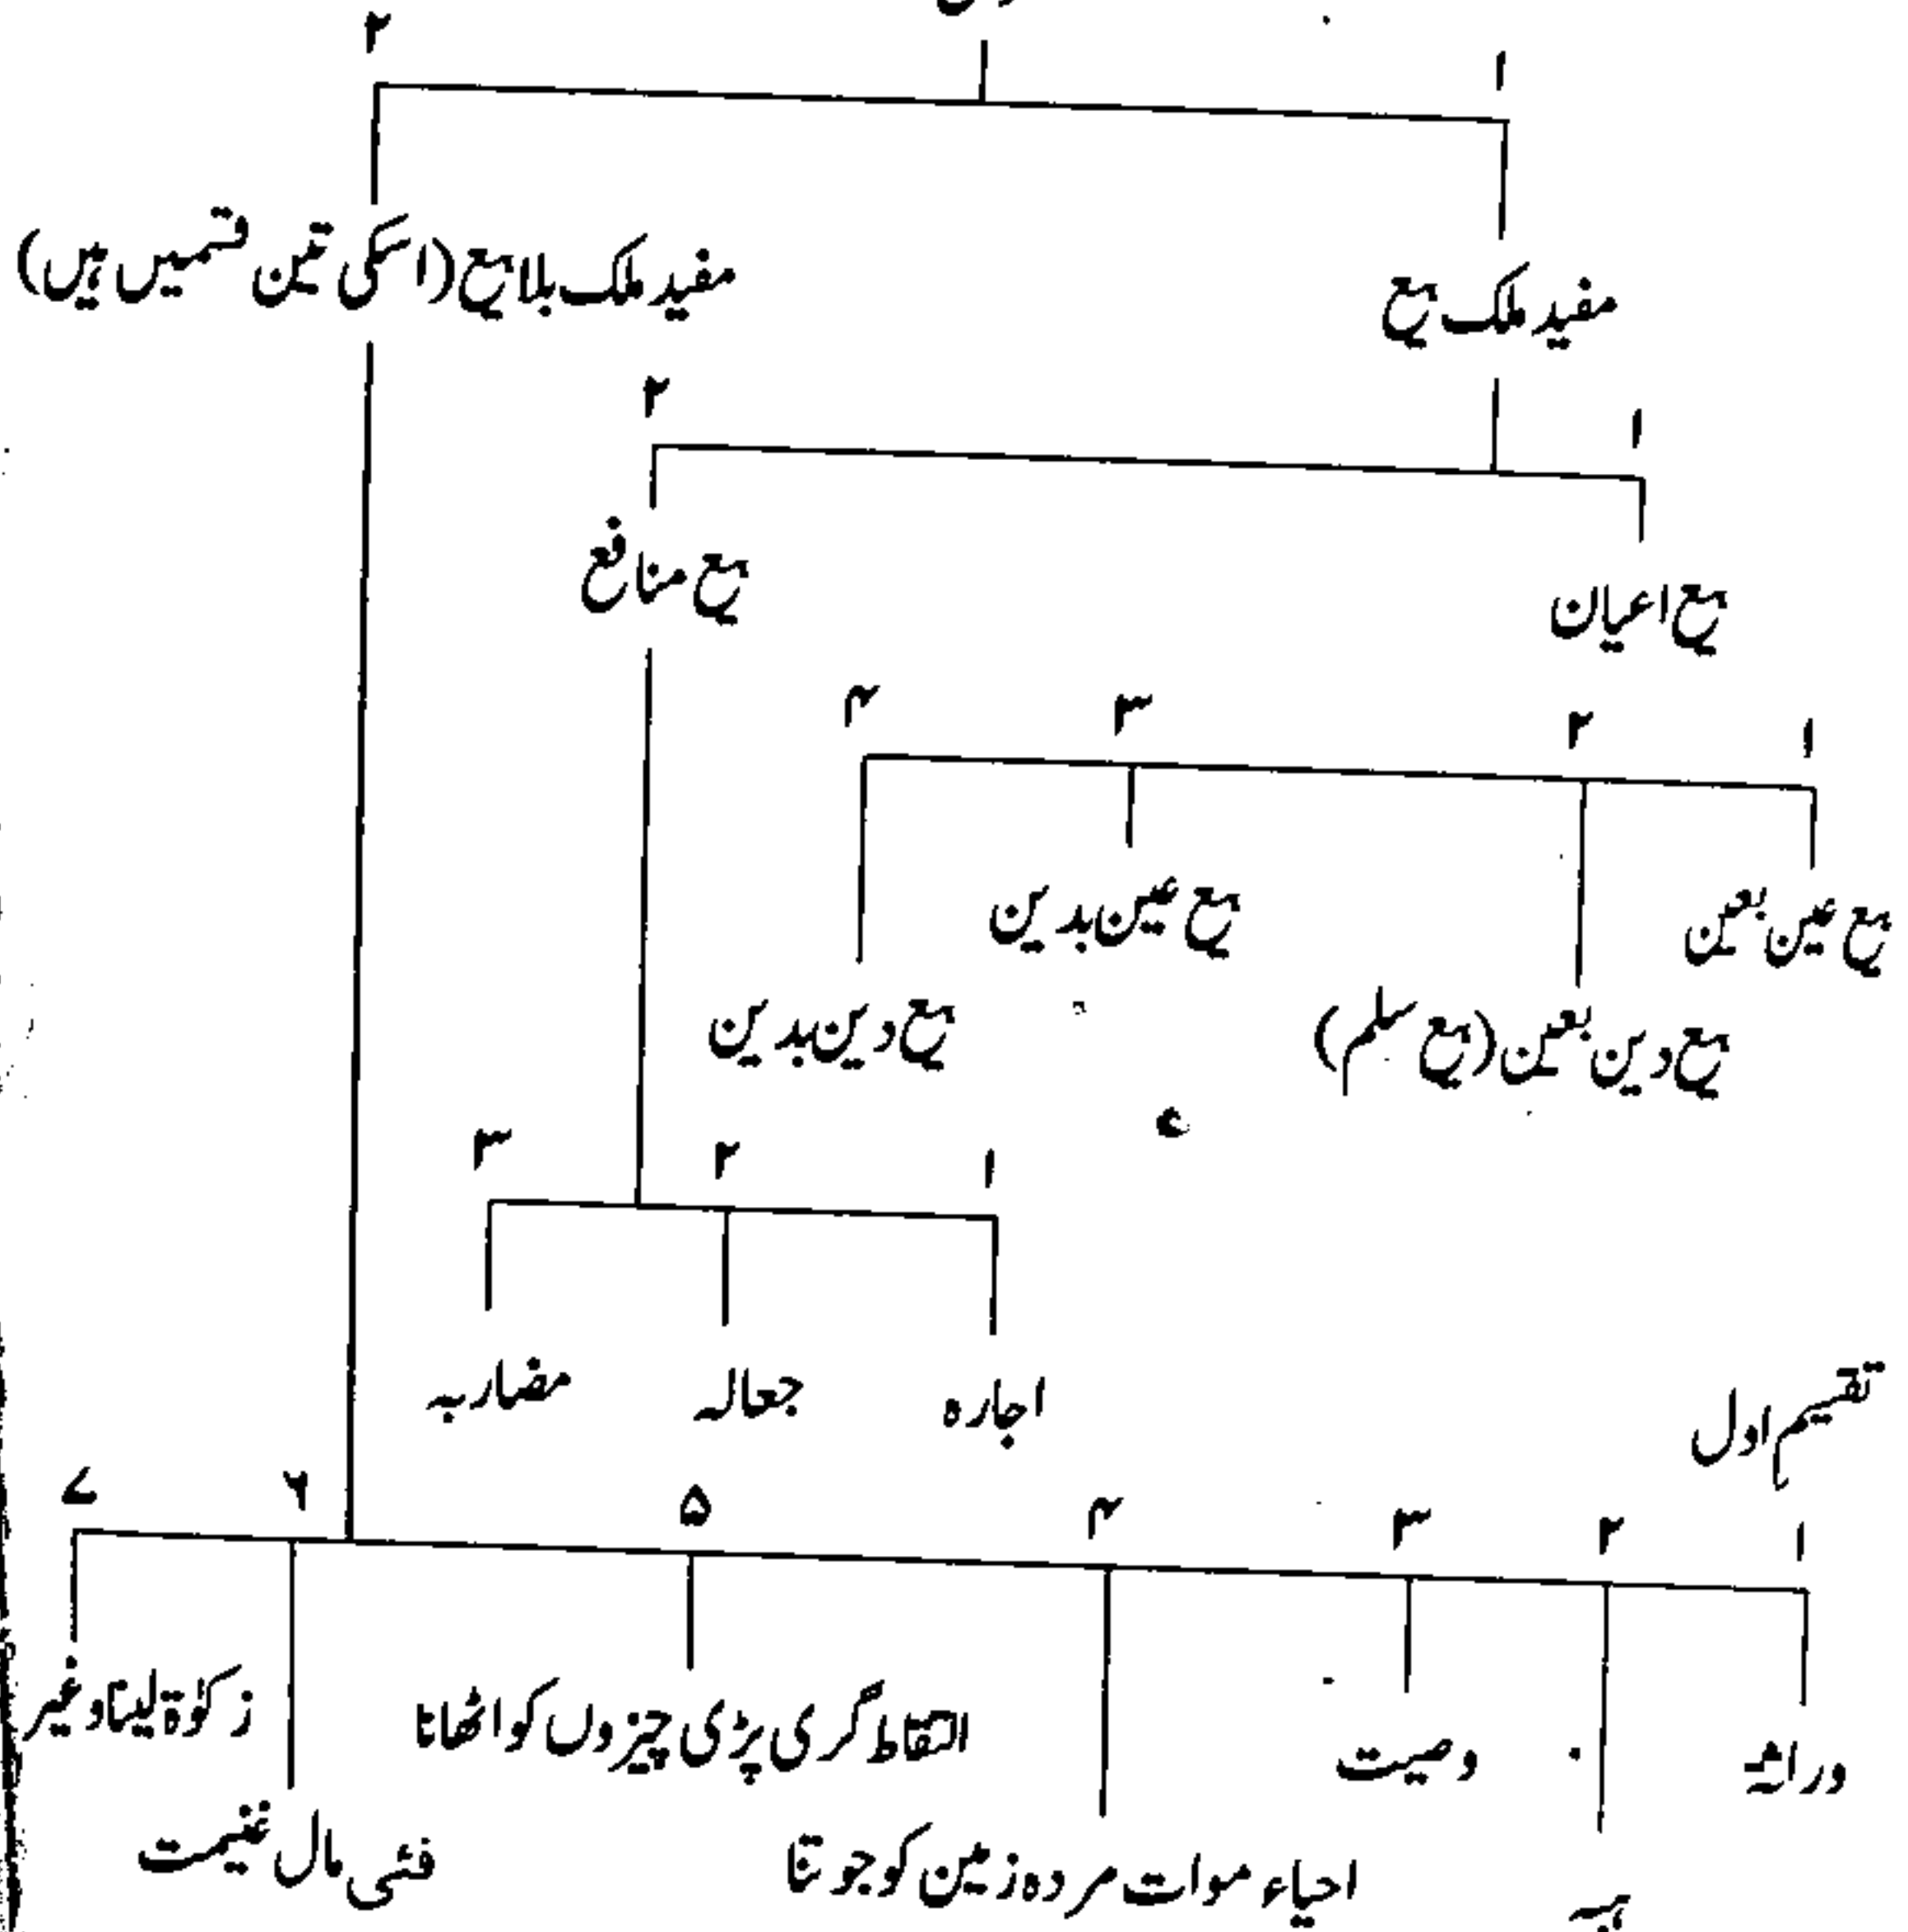 ۱ ۲
مفید ملک بیع
مفید ملک بلا بیع (اسکی تین قسمیں ہیں)
۱ ۲
بیع اعیان
بیع منافع
۱ ۲ ۳ ۴
بیع عین بعین
بیع دین بعین (بیع سلم)
بیع عین بدین
بیع دین بدین
۱ ۲ ۳
اجارہ
جعالہ
مضاربہ
تقسیم اول
۱ ۲ ۳ ۴ ۵ ۶ ۷
وراثہ
ہبہ
وصیت
احیاء موات مردہ زمین کو جوتنا
التقاط گری پڑی چیزوں کو اٹھانا
فئی مال غنیمت
زکوٰۃ لینا وغیر